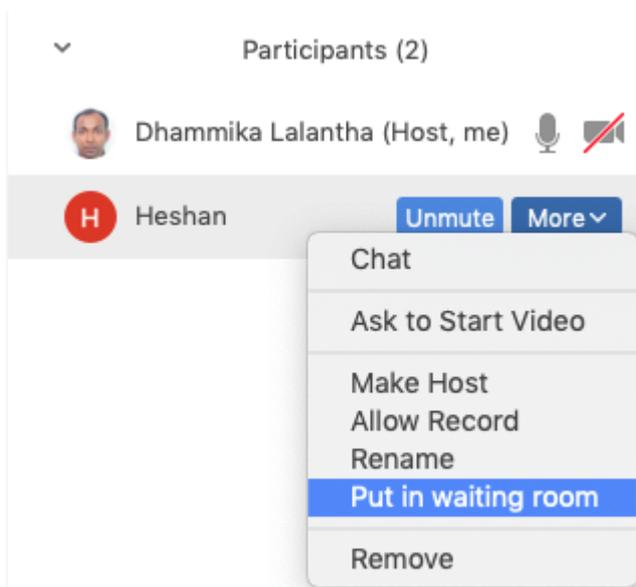 Participants (2)
Dhammika Lalantha (Host, me)
H Heshan Unmute More
Chat
Ask to Start Video
Make Host
Allow Record
Rename
Put in waiting room
Remove